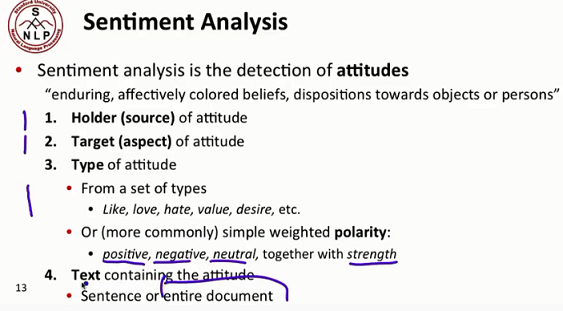 Stanford University
S
NLP
Natural Language Processing
Sentiment Analysis
• Sentiment analysis is the detection of attitudes
"enduring, affectively colored beliefs, dispositions towards objects or persons"
1. Holder (source) of attitude
2. Target (aspect) of attitude
3. Type of attitude
• From a set of types
• Like, love, hate, value, desire, etc.
• Or (more commonly) simple weighted polarity:
• positive, negative, neutral, together with strength
4. Text containing the attitude
• Sentence or entire document
13